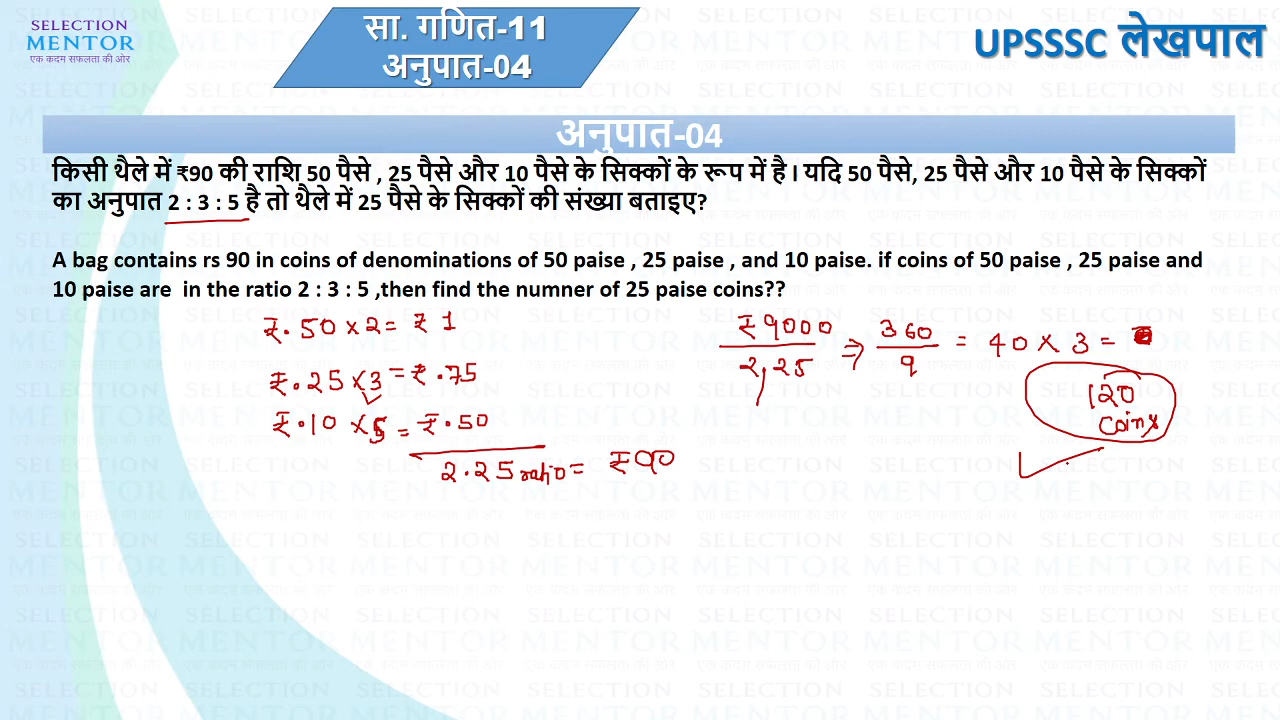 SELECTION
MENTOR
एक कदम सफलता की ओर
सा. गणित-11
अनुपात-04
UPSSSC लेखपाल
अनुपात-04
किसी थैले में ₹90 की राशि 50 पैसे , 25 पैसे और 10 पैसे के सिक्कों के रूप में है । यदि 50 पैसे, 25 पैसे और 10 पैसे के सिक्कों
का अनुपात 2 : 3 : 5 है तो थैले में 25 पैसे के सिक्कों की संख्या बताइए?
A bag contains rs 90 in coins of denominations of 50 paise , 25 paise , and 10 paise. if coins of 50 paise , 25 paise and
10 paise are in the ratio 2 : 3 : 5 ,then find the numner of 25 paise coins??
₹.50 × 2 = ₹ 1
₹.25 × 3 = ₹.75
₹.10 × 5 = ₹.50
2.25 ratio = ₹90
₹9000
2.25
⇒ 360
9
= 40 × 3 =
120
coins